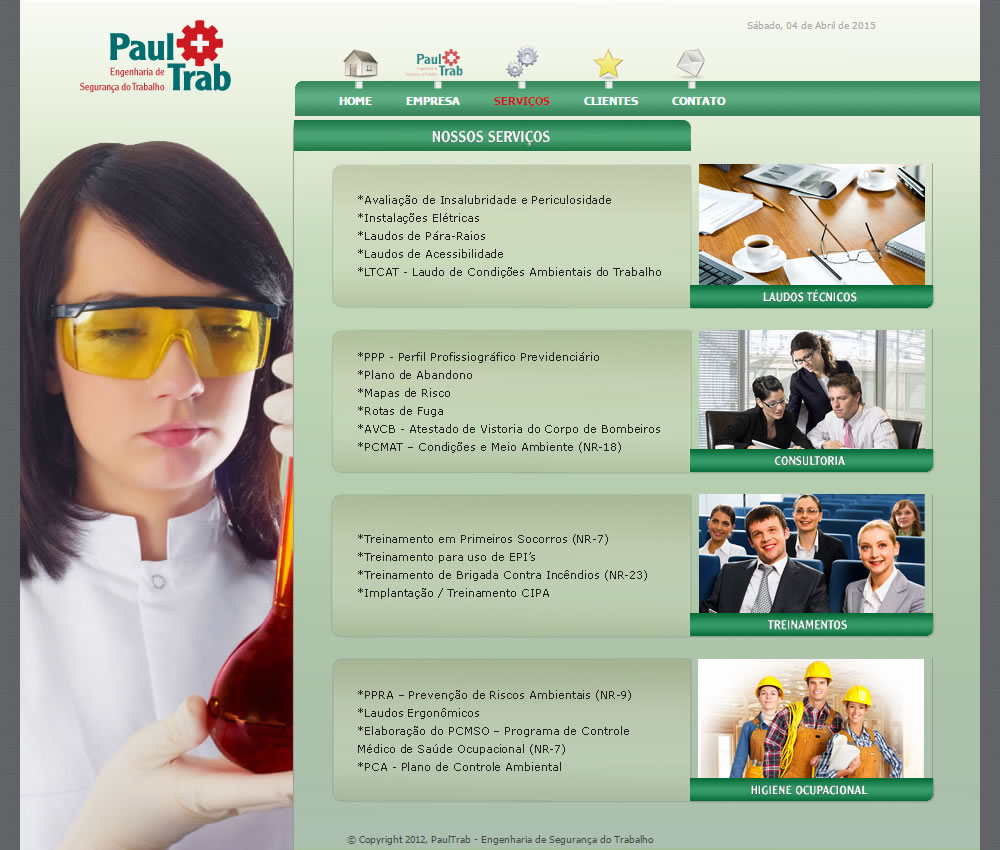 Sábado, 04 de Abril de 2015
Paul
Engenharia de
Segurança do Trabalho
Trab
Paul
Trab
HOME
EMPRESA
SERVIÇOS
CLIENTES
CONTATO
NOSSOS SERVIÇOS
*Avaliação de Insalubridade e Periculosidade
*Instalações Elétricas
*Laudos de Pára-Raios
*Laudos de Acessibilidade
*LTCAT - Laudo de Condições Ambientais do Trabalho
LAUDOS TÉCNICOS
*PPP - Perfil Profissiográfico Previdenciário
*Plano de Abandono
*Mapas de Risco
*Rotas de Fuga
*AVCB - Atestado de Vistoria do Corpo de Bombeiros
*PCMAT – Condições e Meio Ambiente (NR-18)
CONSULTORIA
*Treinamento em Primeiros Socorros (NR-7)
*Treinamento para uso de EPI’s
*Treinamento de Brigada Contra Incêndios (NR-23)
*Implantação / Treinamento CIPA
TREINAMENTOS
*PPRA – Prevenção de Riscos Ambientais (NR-9)
*Laudos Ergonômicos
*Elaboração do PCMSO – Programa de Controle
Médico de Saúde Ocupacional (NR-7)
*PCA - Plano de Controle Ambiental
HIGIENE OCUPACIONAL
© Copyright 2012, PaulTrab - Engenharia de Segurança do Trabalho